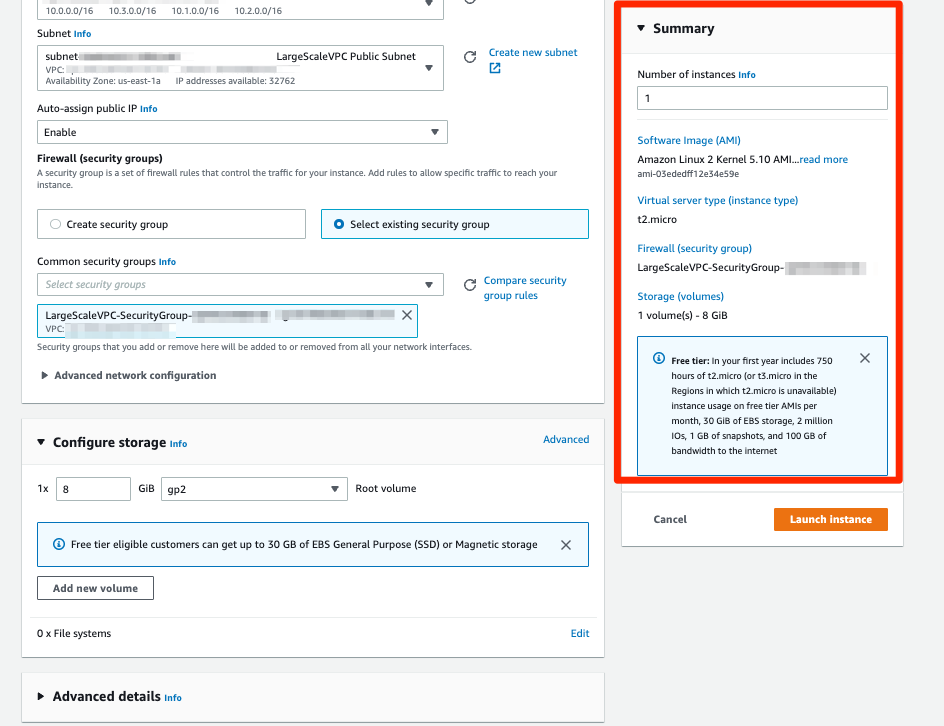 10.0.0.0/16 10.3.0.0/16 10.1.0.0/16 10.2.0.0/16
Subnet Info
subnet
LargeScaleVPC Public Subnet
VPC:
Availability Zone: us-east-1a IP addresses available: 32762
Create new subnet
Auto-assign public IP Info
Enable
Firewall (security groups)
A security group is a set of firewall rules that control the traffic for your instance. Add rules to allow specific traffic to reach your
instance.
Create security group
Select existing security group
Common security groups Info
Select security groups
Compare security
group rules
LargeScaleVPC-SecurityGroup-
VPC:
Security groups that you add or remove here will be added to or removed from all your network interfaces.
Advanced network configuration
Configure storage Info
Advanced
1x 8 GiB gp2 Root volume
Free tier eligible customers can get up to 30 GB of EBS General Purpose (SSD) or Magnetic storage
Add new volume
0 x File systems
Edit
Advanced details Info
Summary
Number of instances Info
1
Software Image (AMI)
Amazon Linux 2 Kernel 5.10 AMI...read more
ami-03ededff12e34e59e
Virtual server type (instance type)
t2.micro
Firewall (security group)
LargeScaleVPC-SecurityGroup-
Storage (volumes)
1 volume(s) - 8 GiB
Free tier: In your first year includes 750
hours of t2.micro (or t3.micro in the
Regions in which t2.micro is unavailable)
instance usage on free tier AMIs per
month, 30 GiB of EBS storage, 2 million
IOs, 1 GB of snapshots, and 100 GB of
bandwidth to the internet
Cancel
Launch instance